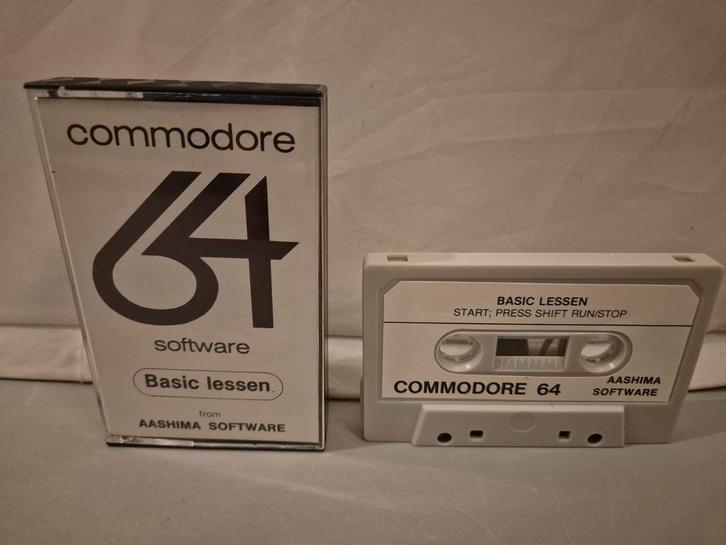 commodore
64
software
Basic lessen.
from
AASHIMA SOFTWARE
BASIC LESSEN
START; PRESS SHIFT RUN/STOP
COMMODORE 64
AASHIMA
SOFTWARE